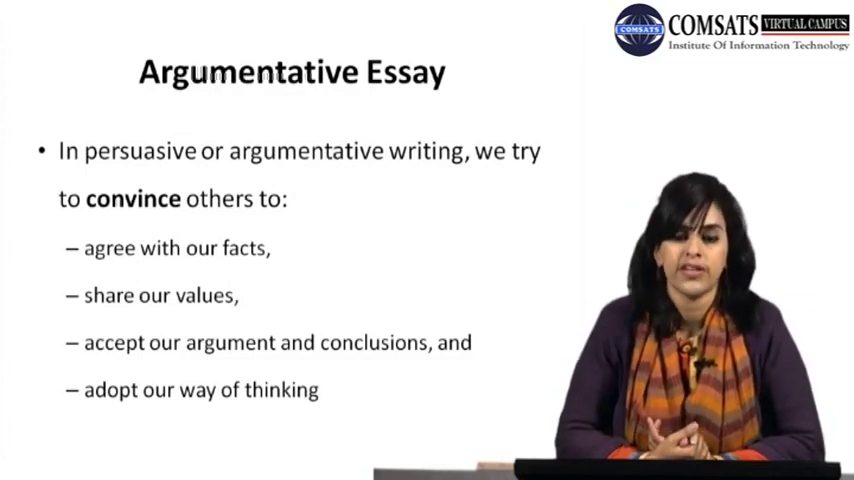 COMSATS VIRTUAL CAMPUS
COMSATS
Institute Of Information Technology
Argumentative Essay
• In persuasive or argumentative writing, we try
to convince others to:
– agree with our facts,
– share our values,
– accept our argument and conclusions, and
– adopt our way of thinking